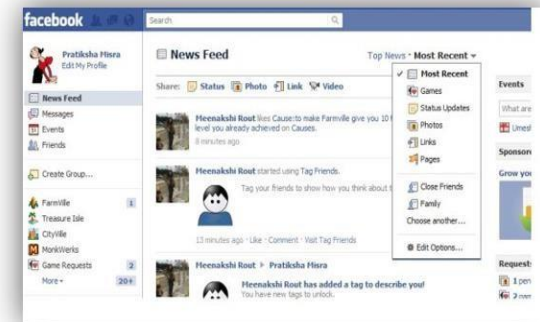 facebook
Search
Pratiksha Misra
Edit My Profile
News Feed
Messages
Events
Friends
Create Group...
FarmVille 1
Treasure Isle
CityVille
MonkWerks
Game Requests 2
More 20+
News Feed
Top News · Most Recent
Share: Status Photo Link Video
Meenakshi Rout likes Cause:to make Farmville give you 10 f
level you already achieved on Causes.
8 minutes ago
Meenakshi Rout started using Tag Friends.
Tag your friends to show how you think about t
13 minutes ago · Like · Comment · Visit Tag Friends
Meenakshi Rout Pratiksha Misra
Meenakshi Rout has added a tag to describe you!
You have new tags to unlock.
✓ Most Recent
Games
Status Updates
Photos
Links
Pages
Close Friends
Family
Choose another...
Edit Options...
Events
What are
Umesh
Sponsore
Grow you
Requests
1 pen